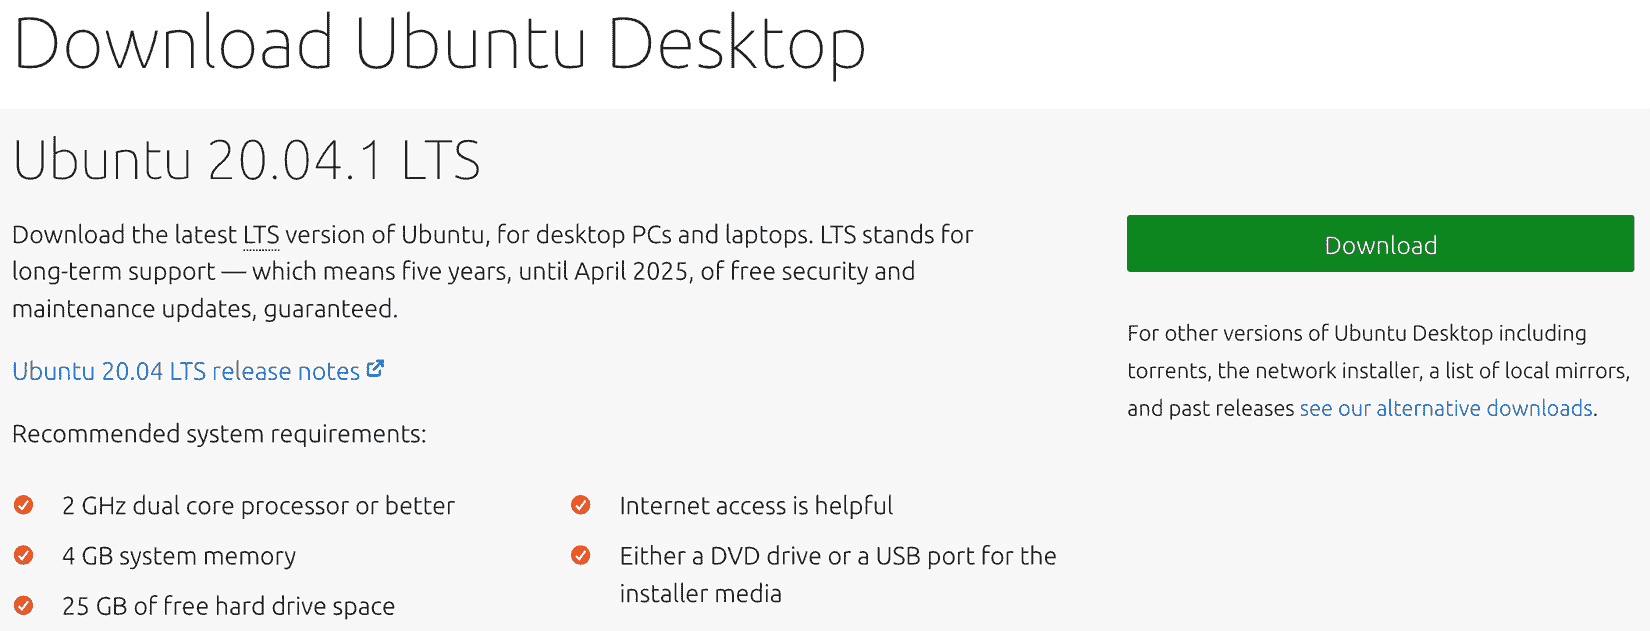 Download Ubuntu Desktop
Ubuntu 20.04.1 LTS
Download the latest LTS version of Ubuntu, for desktop PCs and laptops. LTS stands for
long-term support — which means five years, until April 2025, of free security and
maintenance updates, guaranteed.
Ubuntu 20.04 LTS release notes
Recommended system requirements:
2 GHz dual core processor or better
4 GB system memory
25 GB of free hard drive space
Internet access is helpful
Either a DVD drive or a USB port for the
installer media
Download
For other versions of Ubuntu Desktop including
torrents, the network installer, a list of local mirrors,
and past releases see our alternative downloads.